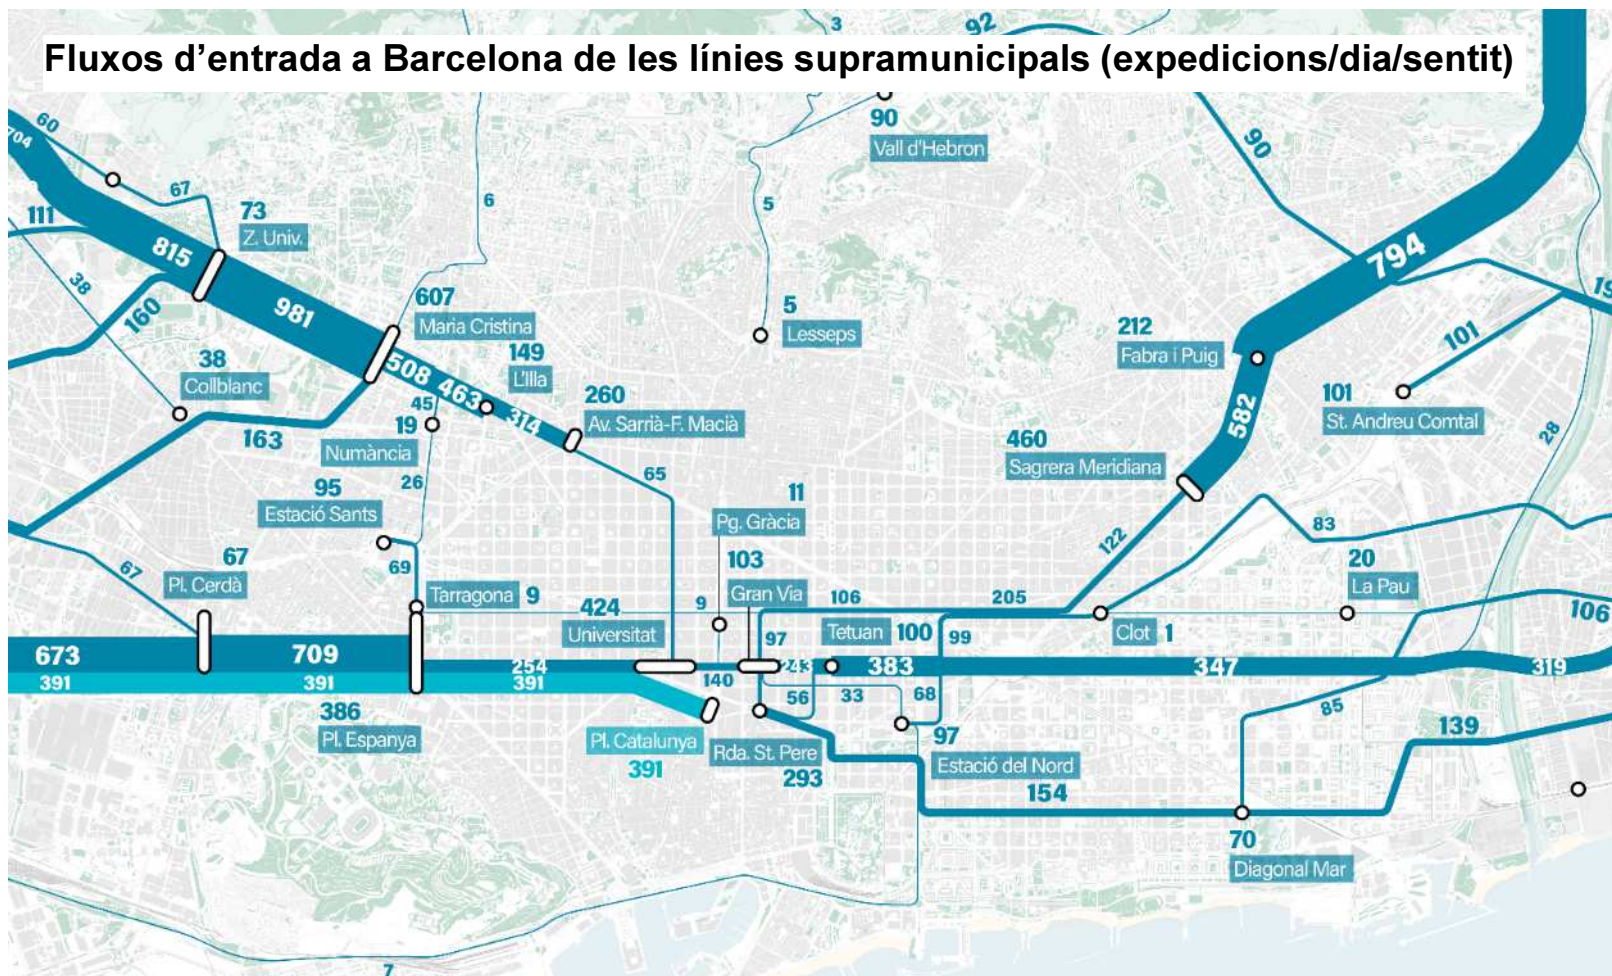 3
92
Fluxos d’entrada a Barcelona de les línies supramunicipals (expedicions/dia/sentit)
60
704
90
Vall d'Hebron
90
67
73
Z. Univ.
6
5
111
815
794
38
160
981
607
Maria Cristina
5
Lesseps
212
Fabra i Puig
19
101
38
Collblanc
508
463
149
L'Illa
314
260
Av. Sarrià-F. Macià
45
582
101
St. Andreu Comtal
28
163
19
Numància
460
Sagrera Meridiana
26
65
95
Estació Sants
11
Pg. Gràcia
122
83
69
67
67
Pl. Cerdà
103
Gran Via
20
La Pau
Tarragona 9
424
Universitat
9
106
205
106
97
Tetuan 100
99
Clot 1
673
709
254
243
383
347
319
391
391
391
140
56
33
68
85
386
Pl. Espanya
Pl. Catalunya
391
Rda. St. Pere
293
97
Estació del Nord
154
139
70
Diagonal Mar
7